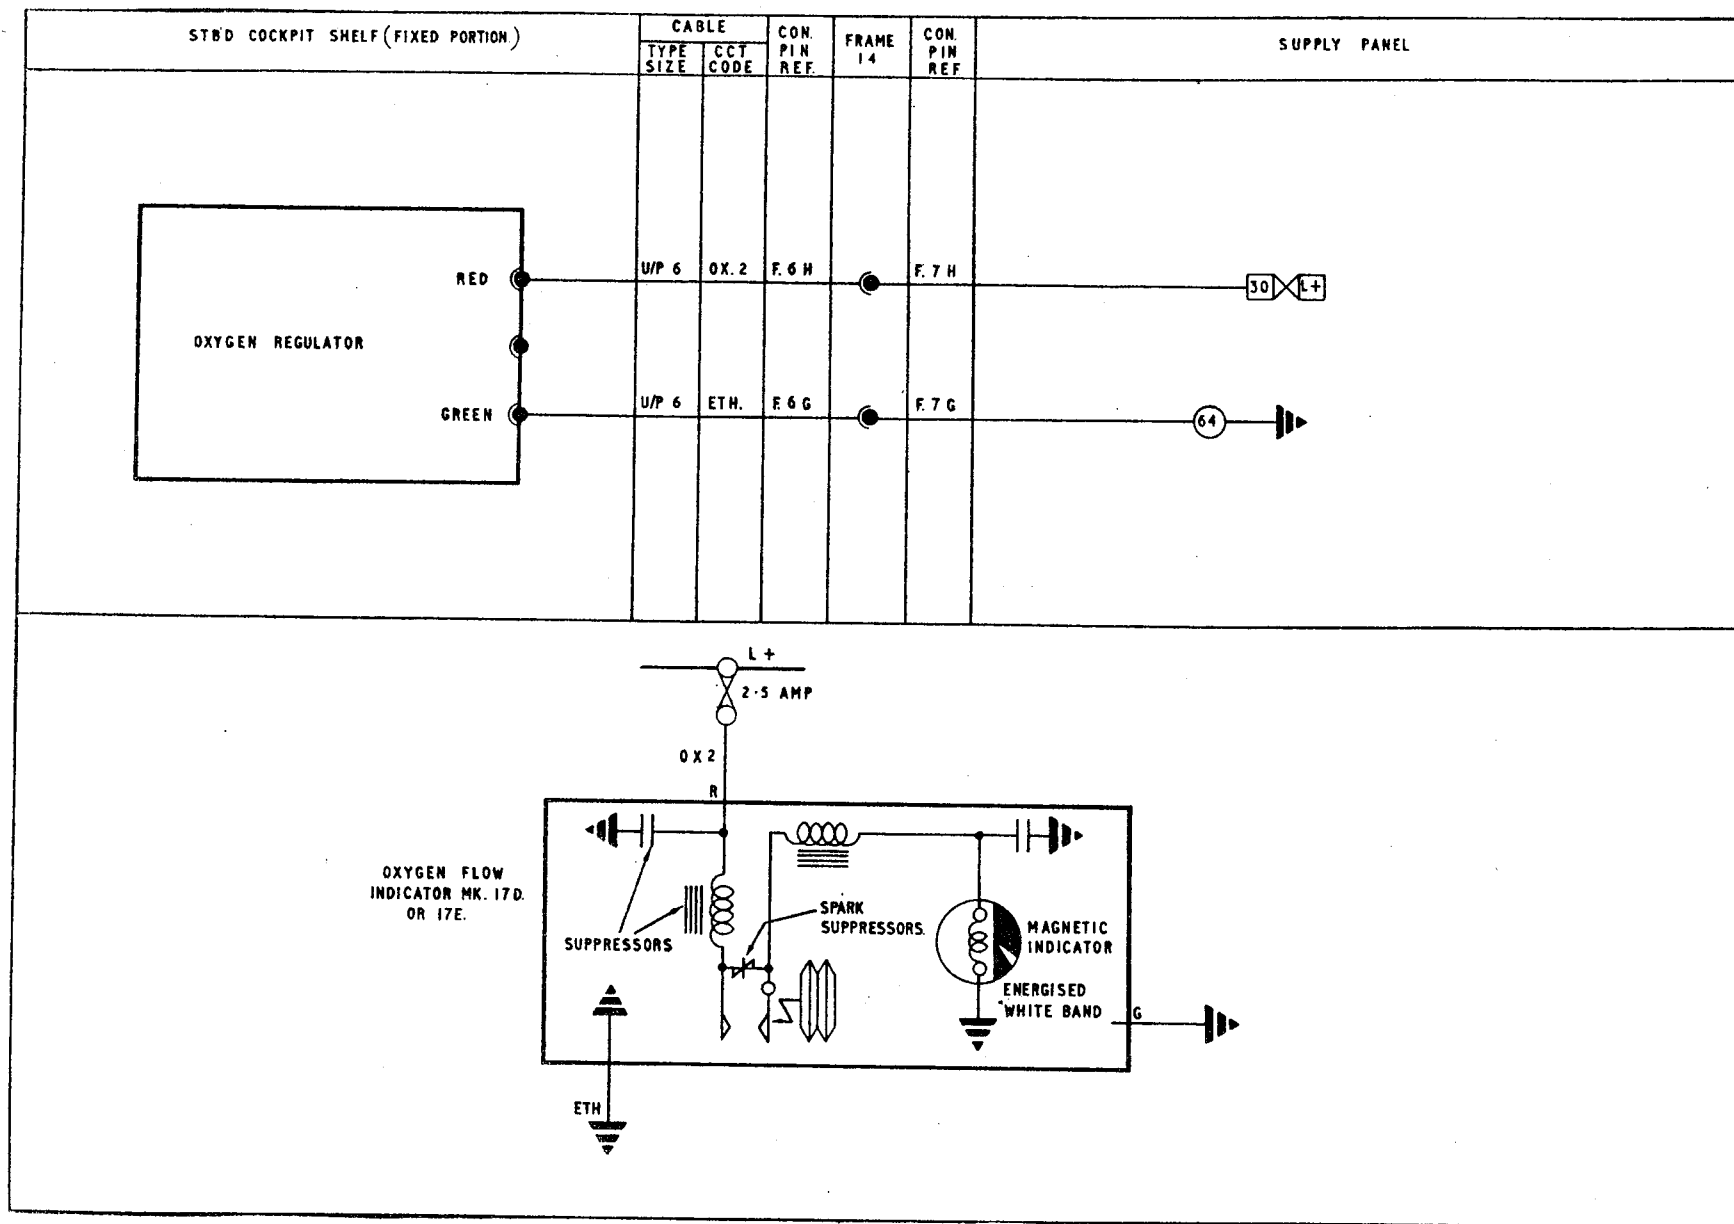 STB'D COCKPIT SHELF (FIXED PORTION.)
CABLE
TYPE
SIZE
CCT
CODE
CON.
PIN
REF.
FRAME
14
CON.
PIN
REF
SUPPLY PANEL
RED
U/P 6
OX. 2
F. 6 H
F. 7 H
30
L+
OXYGEN REGULATOR
GREEN
U/P 6
ETH.
F. 6 G
F. 7 G
64
L +
2·5 AMP
OX2
R
OXYGEN FLOW
INDICATOR MK. 17D.
OR 17E.
SUPPRESSORS
SPARK
SUPPRESSORS.
MAGNETIC
INDICATOR
ENERGISED
WHITE BAND
G
ETH